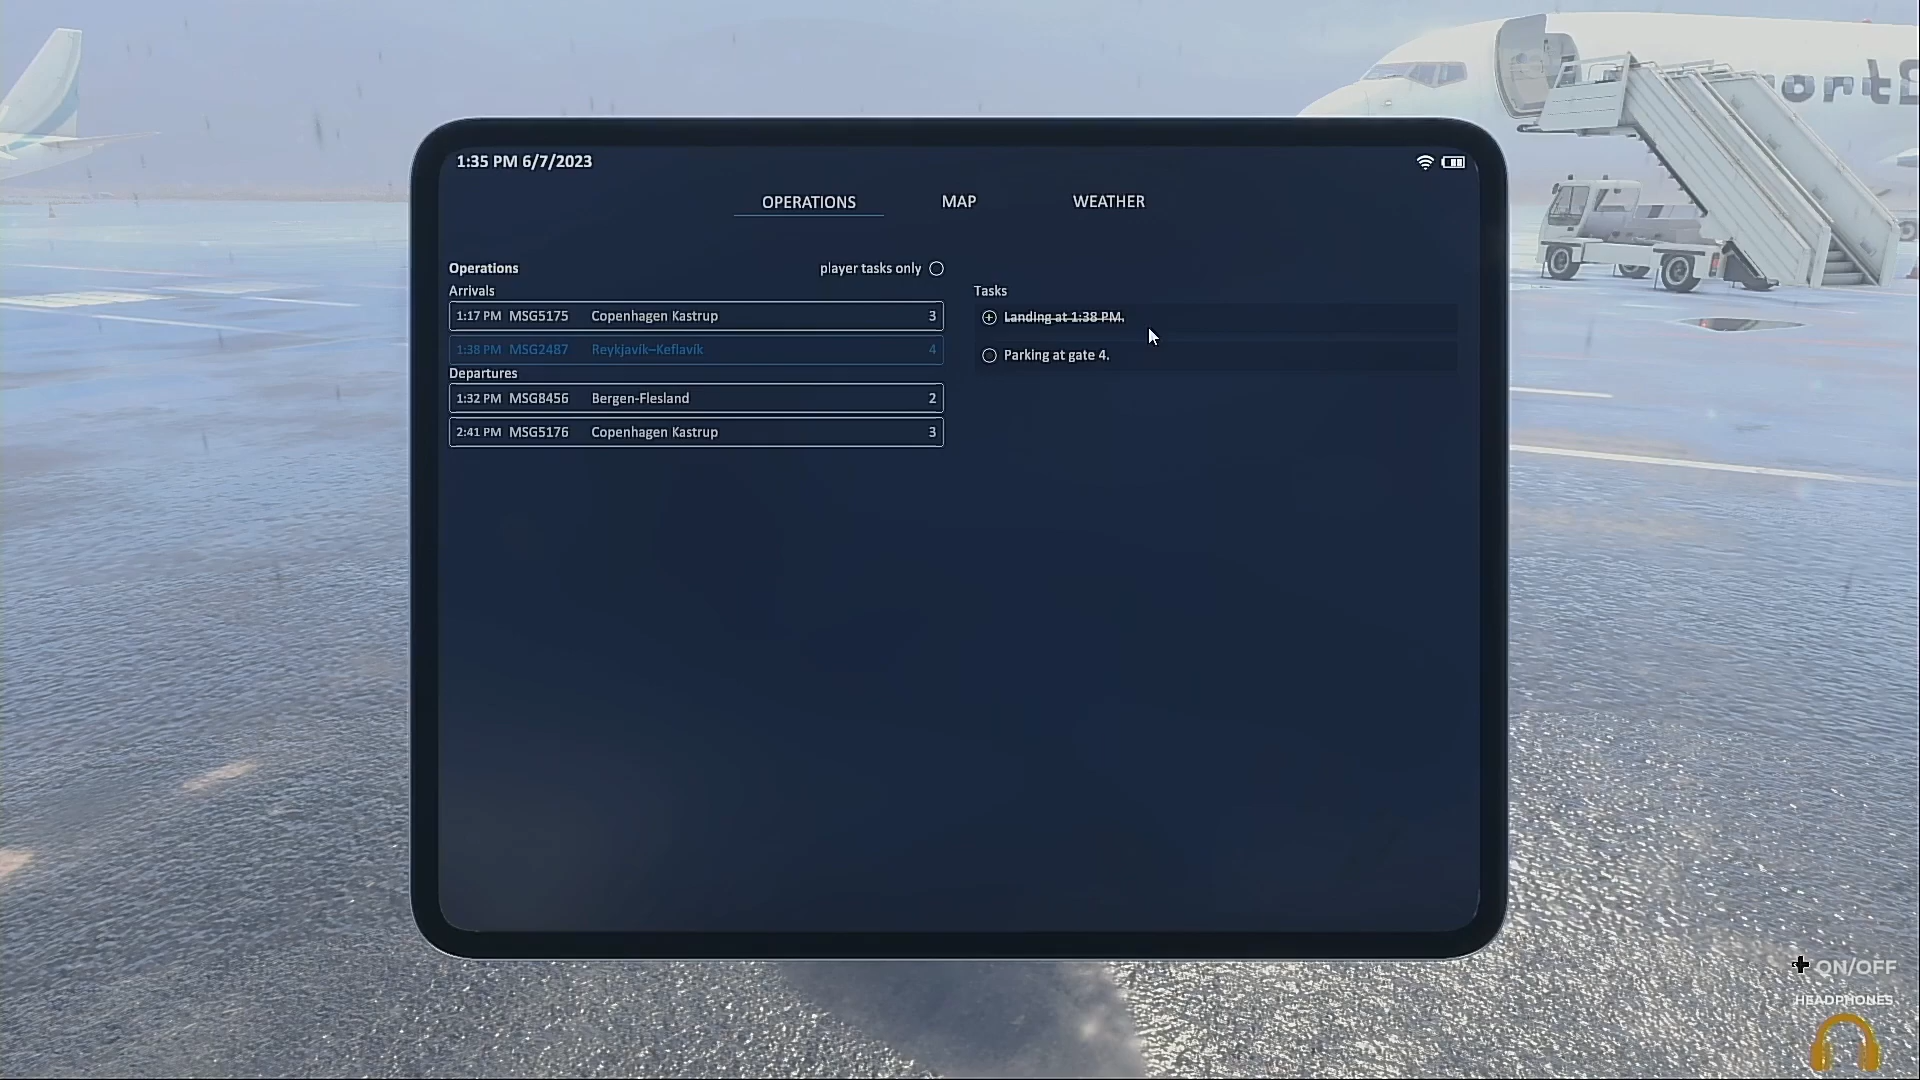 1:35 PM 6/7/2023
OPERATIONS MAP WEATHER
Operations player tasks only
Arrivals
1:17 PM MSG5175 Copenhagen Kastrup 3
1:38 PM MSG2487 Reykjavík–Keflavík 4
Departures
1:32 PM MSG8456 Bergen-Flesland 2
2:41 PM MSG5176 Copenhagen Kastrup 3
Tasks
Landing at 1:38 PM.
Parking at gate 4.
ON/OFF
HEADPHONES